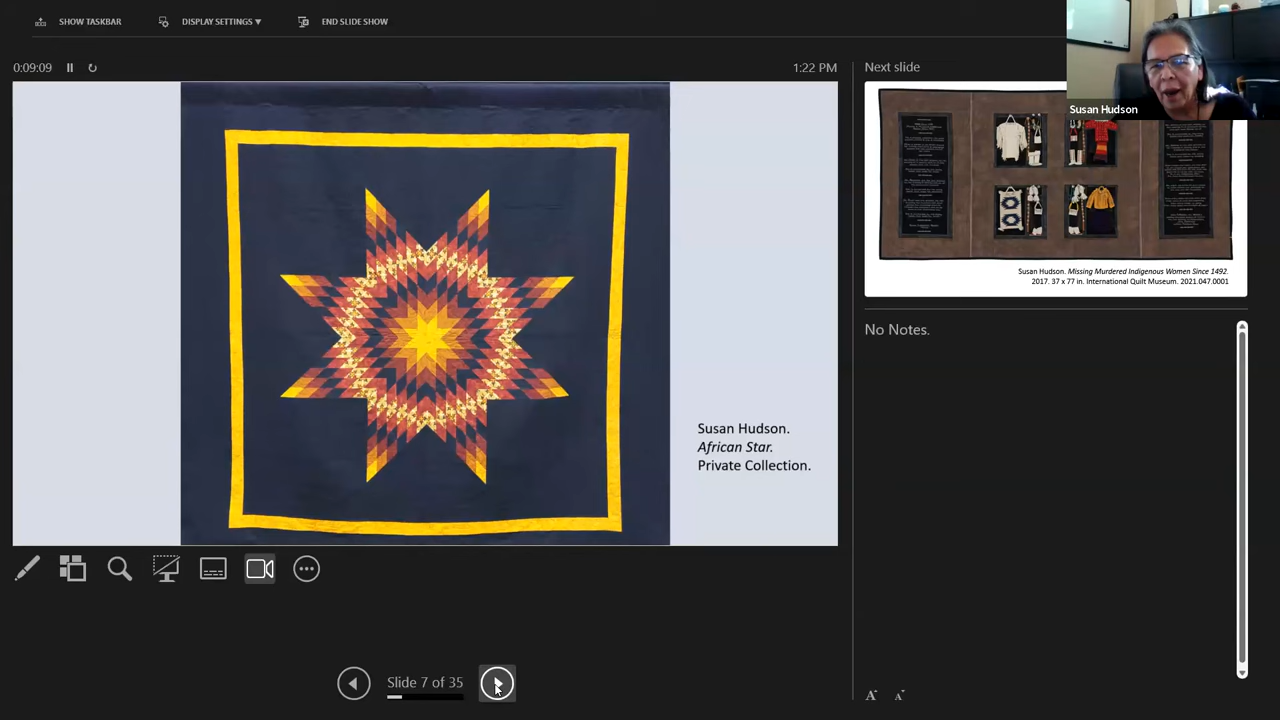 SHOW TASKBAR
DISPLAY SETTINGS ▼
END SLIDE SHOW
0:09:09
1:22 PM
Next slide
Susan Hudson
Susan Hudson. Missing Murdered Indigenous Women Since 1492.
2017. 37 x 77 in. International Quilt Museum. 2021.047.0001
No Notes.
Susan Hudson.
African Star.
Private Collection.
Slide 7 of 35
A A